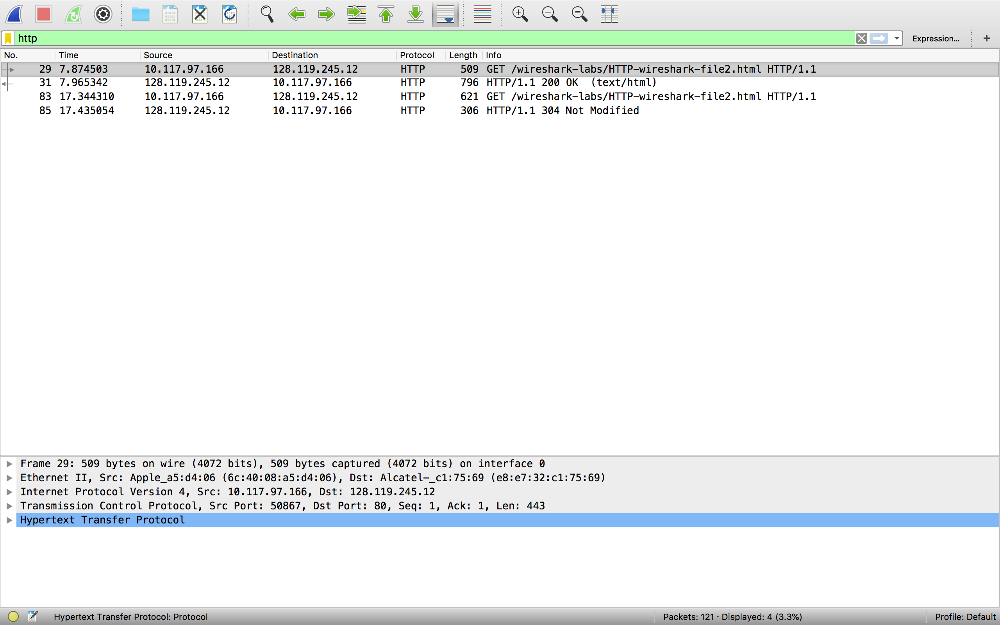 http
Expression...
+
No. Time Source Destination Protocol Length Info
29 7.874503 10.117.97.166 128.119.245.12 HTTP 509 GET /wireshark-labs/HTTP-wireshark-file2.html HTTP/1.1
31 7.965342 128.119.245.12 10.117.97.166 HTTP 796 HTTP/1.1 200 OK (text/html)
83 17.344310 10.117.97.166 128.119.245.12 HTTP 621 GET /wireshark-labs/HTTP-wireshark-file2.html HTTP/1.1
85 17.435054 128.119.245.12 10.117.97.166 HTTP 306 HTTP/1.1 304 Not Modified
Frame 29: 509 bytes on wire (4072 bits), 509 bytes captured (4072 bits) on interface 0
Ethernet II, Src: Apple_a5:d4:06 (6c:40:08:a5:d4:06), Dst: Alcatel-_c1:75:69 (e8:e7:32:c1:75:69)
Internet Protocol Version 4, Src: 10.117.97.166, Dst: 128.119.245.12
Transmission Control Protocol, Src Port: 50867, Dst Port: 80, Seq: 1, Ack: 1, Len: 443
Hypertext Transfer Protocol
Hypertext Transfer Protocol: Protocol
Packets: 121 · Displayed: 4 (3.3%)
Profile: Default